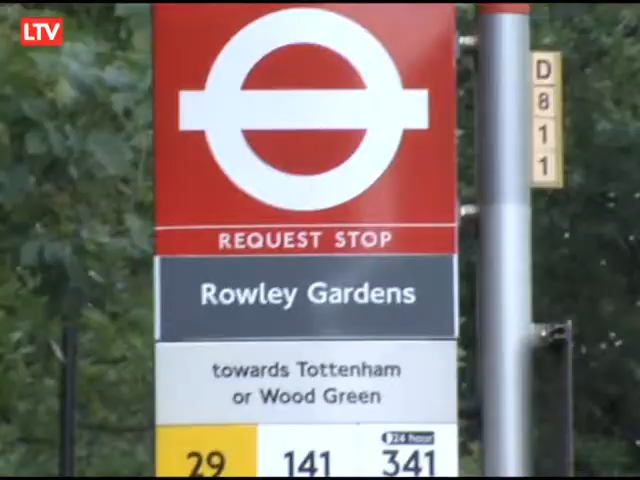 LTV
D
8
1
1
REQUEST STOP
Rowley Gardens
towards Tottenham
or Wood Green
24 hour
29 141 341